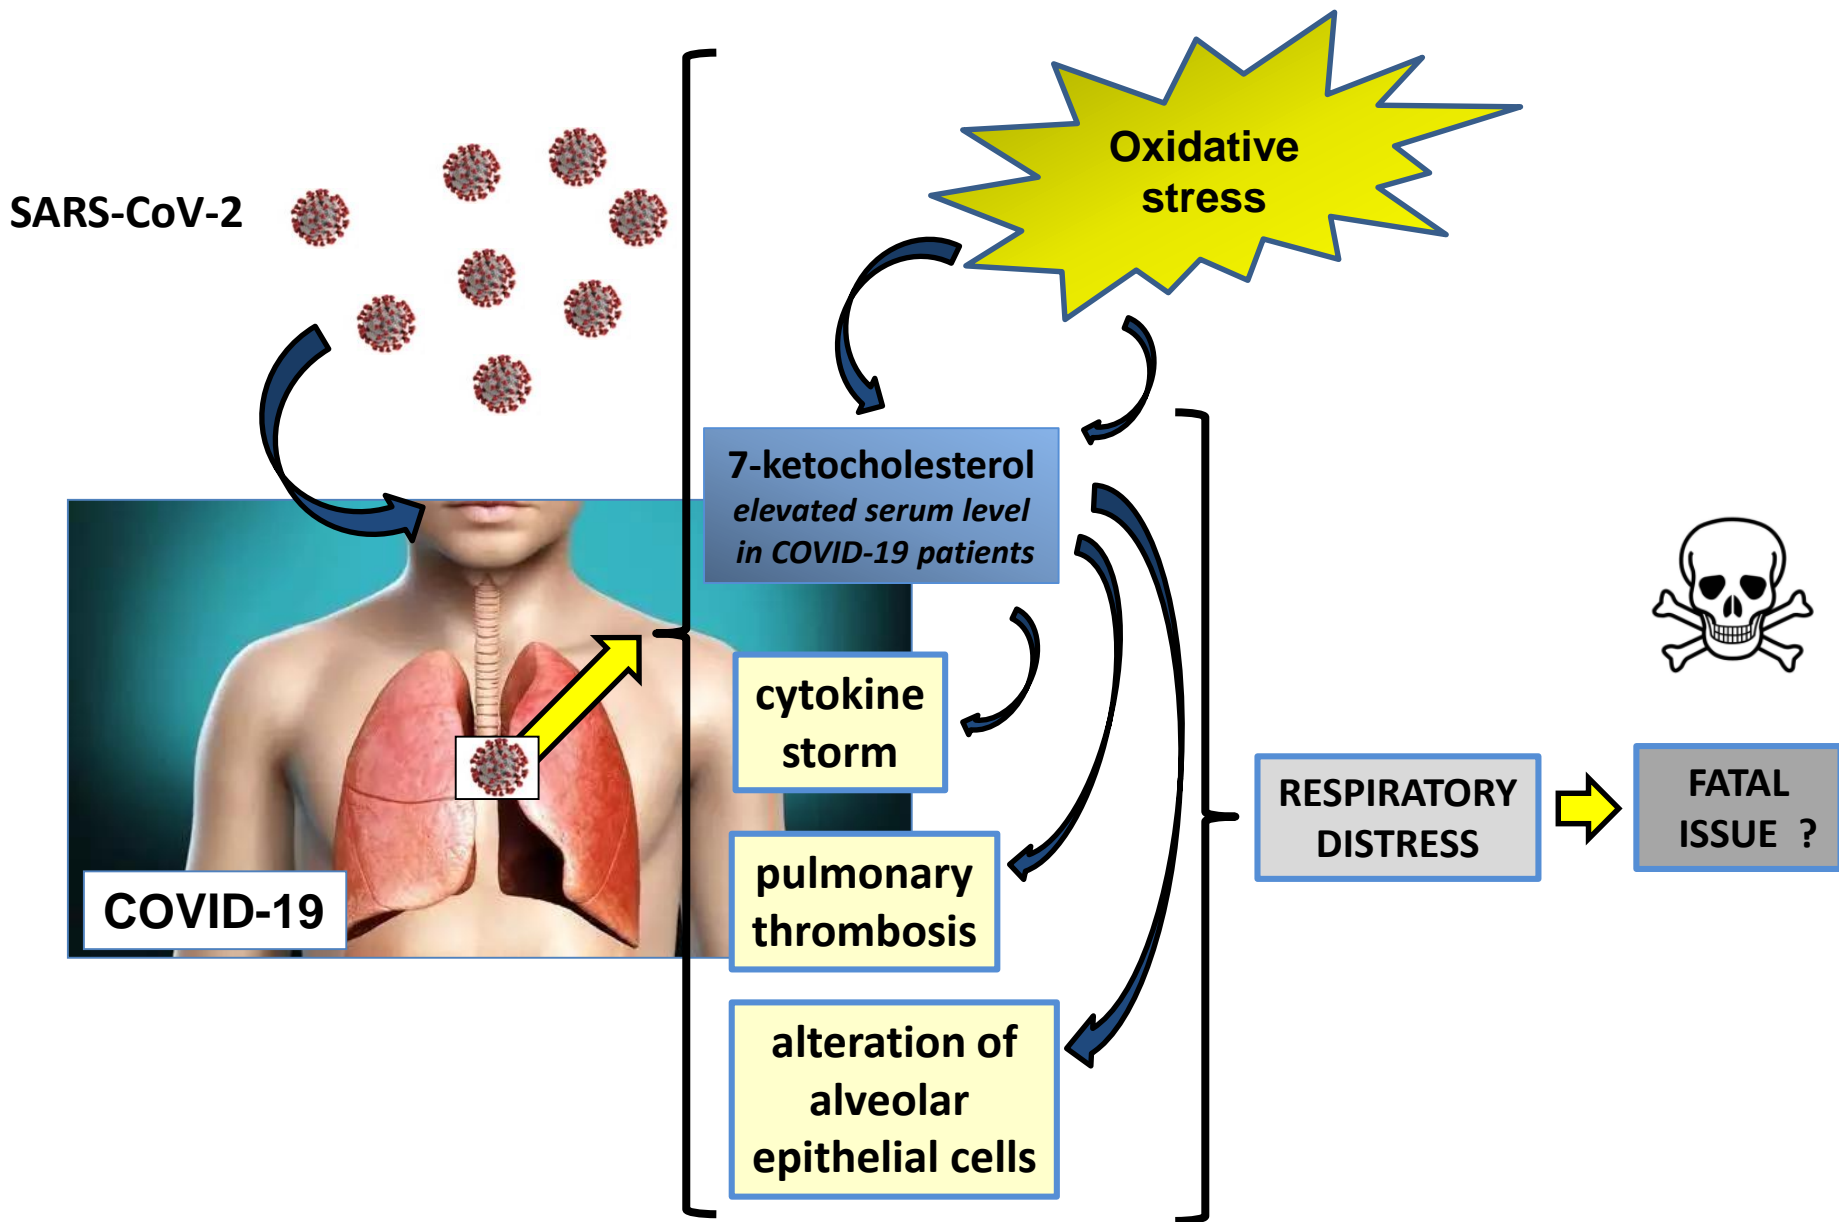 SARS-CoV-2
Oxidative
stress
7-ketocholesterol
elevated serum level
in COVID-19 patients
cytokine
storm
pulmonary
thrombosis
alteration of
alveolar
epithelial cells
COVID-19
RESPIRATORY
DISTRESS
FATAL
ISSUE ?